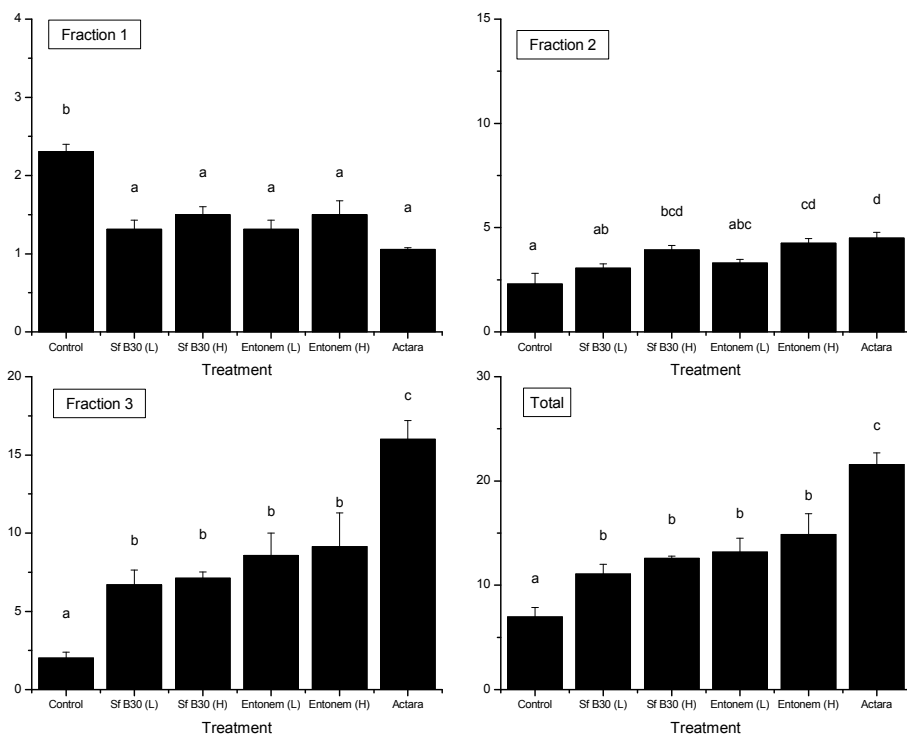 Fraction 1
4
3
2
1
0
b
a
a
a
a
a
Control
Sf B30 (L)
Sf B30 (H)
Entonem (L)
Entonem (H)
Actara
Treatment
Fraction 2
15
10
5
0
a
ab
bcd
abc
cd
d
Control
Sf B30 (L)
Sf B30 (H)
Entonem (L)
Entonem (H)
Actara
Treatment
Fraction 3
20
15
10
5
0
a
b
b
b
b
c
Control
Sf B30 (L)
Sf B30 (H)
Entonem (L)
Entonem (H)
Actara
Treatment
Total
30
20
10
0
a
b
b
b
b
c
Control
Sf B30 (L)
Sf B30 (H)
Entonem (L)
Entonem (H)
Actara
Treatment